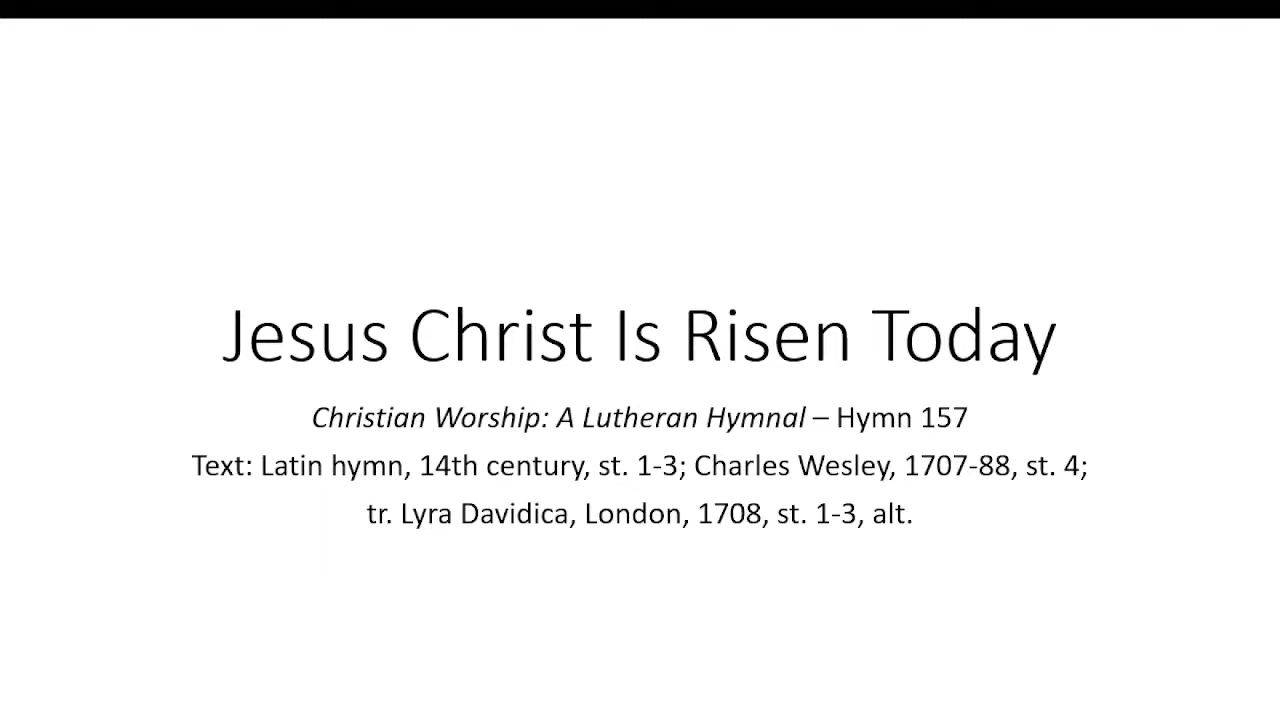 Jesus Christ Is Risen Today
Christian Worship: A Lutheran Hymnal – Hymn 157
Text: Latin hymn, 14th century, st. 1-3; Charles Wesley, 1707-88, st. 4;
tr. Lyra Davidica, London, 1708, st. 1-3, alt.